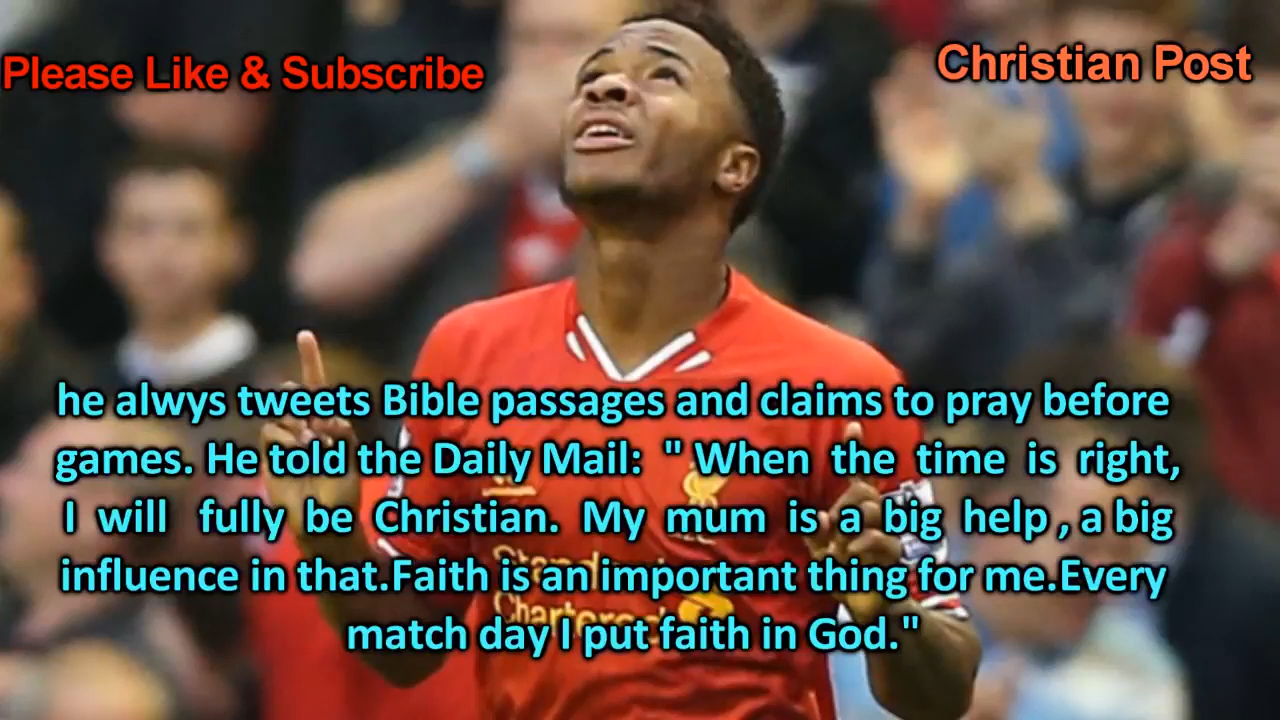 Please Like & Subscribe
Christian Post
he alwys tweets Bible passages and claims to pray before
games. He told the Daily Mail: " When the time is right,
I will fully be Christian. My mum is a big help , a big
influence in that.Faith is an important thing for me.Every
match day I put faith in God."
Standard
Chartered